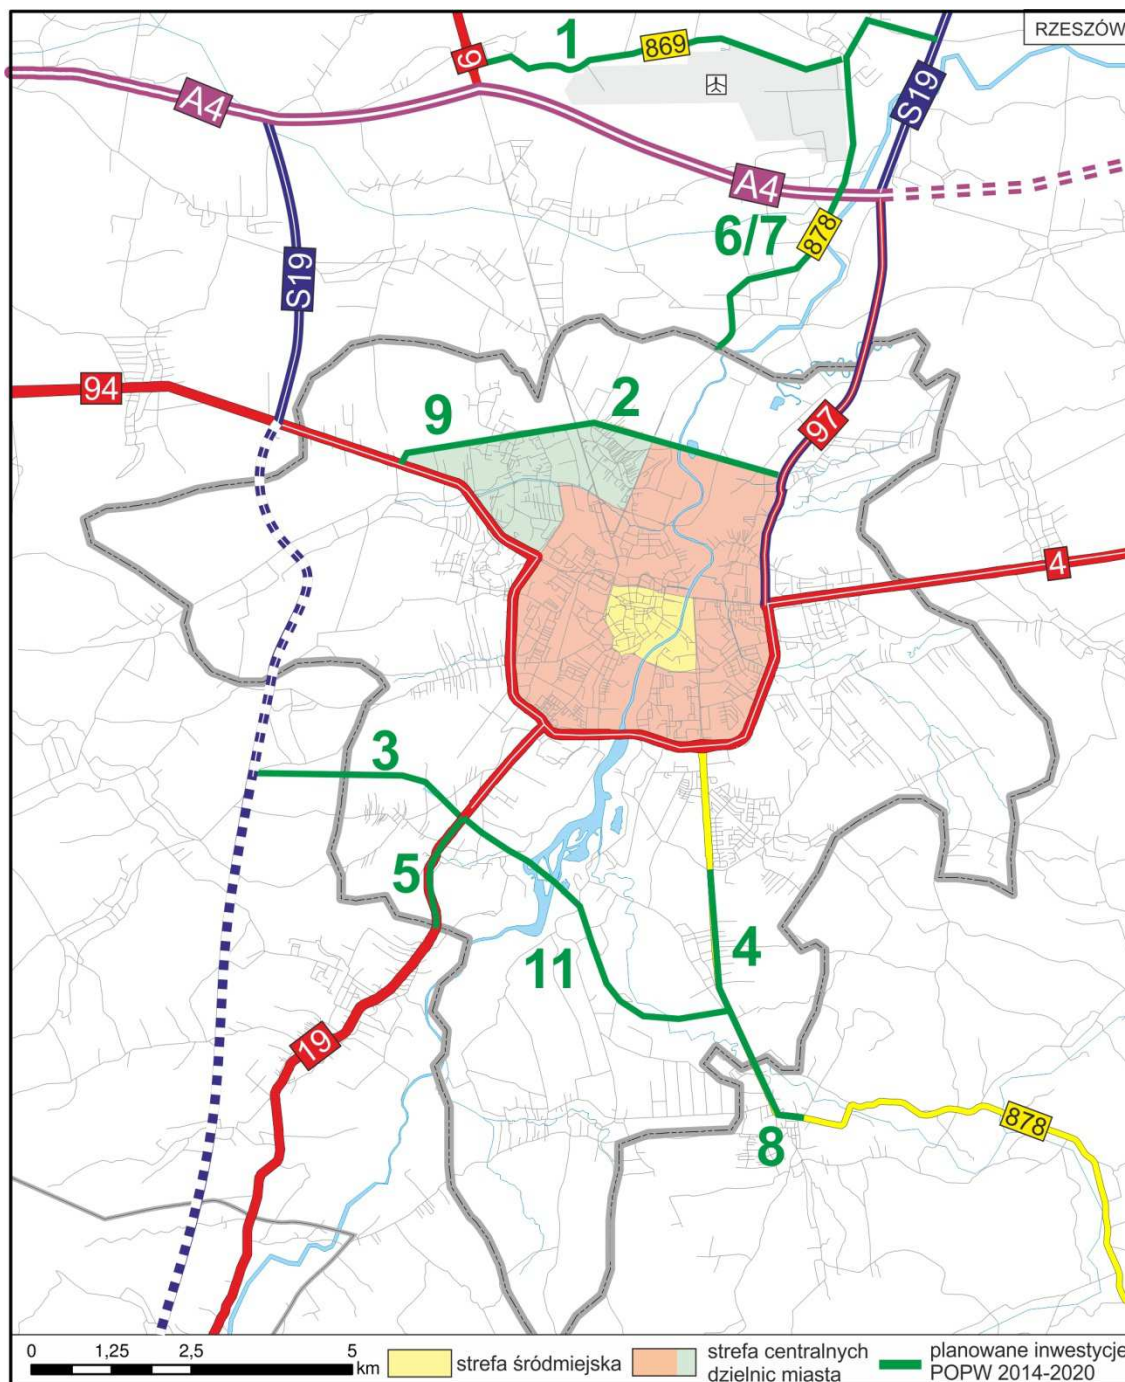 RZESZÓW
1
869
9
A4
S19
A4
6/7
878
S19
94
9
2
97
4
3
5
11
4
19
8
878
0
1,25
2,5
5
km
strefa śródmiejska
strefa centralnych
dzielnic miasta
planowane inwestycje
POPW 2014-2020